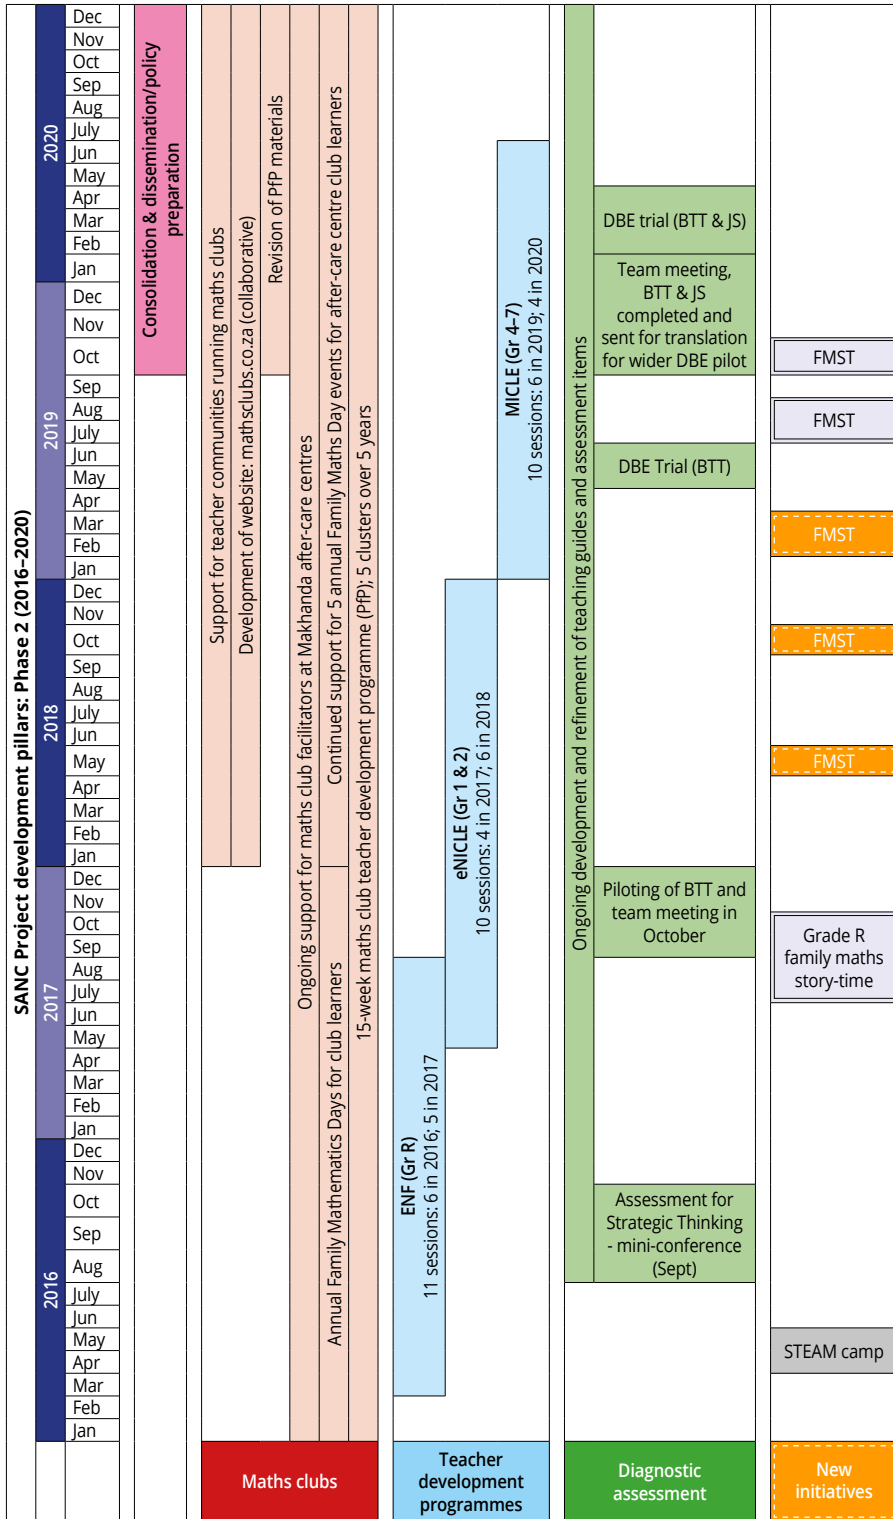 SANC Project development pillars: Phase 2 (2016–2020)
2020
Dec
Nov
Oct
Sep
Aug
July
Jun
May
Apr
Mar
Feb
Jan
2019
Dec
Nov
Oct
Sep
Aug
July
Jun
May
Apr
Mar
Feb
Jan
2018
Dec
Nov
Oct
Sep
Aug
July
Jun
May
Apr
Mar
Feb
Jan
2017
Dec
Nov
Oct
Sep
Aug
July
Jun
May
Apr
Mar
Feb
Jan
2016
Dec
Nov
Oct
Sep
Aug
July
Jun
May
Apr
Mar
Feb
Jan
Consolidation & dissemination/policy
preparation
Support for teacher communities running maths clubs
Development of website: mathsclubs.co.za (collaborative)
Revision of PfP materials
Ongoing support for maths club facilitators at Makhanda after-care centres
Continued support for 5 annual Family Maths Day events for after-care centre club learners
Annual Family Mathematics Days for club learners
15-week maths club teacher development programme (PfP); 5 clusters over 5 years
Maths clubs
ENF (Gr R)
11 sessions: 6 in 2016; 5 in 2017
eNICLE (Gr 1 & 2)
10 sessions: 4 in 2017; 6 in 2018
MICLE (Gr 4–7)
10 sessions: 6 in 2019; 4 in 2020
Teacher
development
programmes
Ongoing development and refinement of teaching guides and assessment items
DBE trial (BTT & JS)
Team meeting,
BTT & JS
completed and
sent for translation
for wider DBE pilot
DBE Trial (BTT)
Piloting of BTT and
team meeting in
October
Assessment for
Strategic Thinking
- mini-conference
(Sept)
Diagnostic
assessment
FMST
FMST
FMST
FMST
FMST
Grade R
family maths
story-time
STEAM camp
New
initiatives